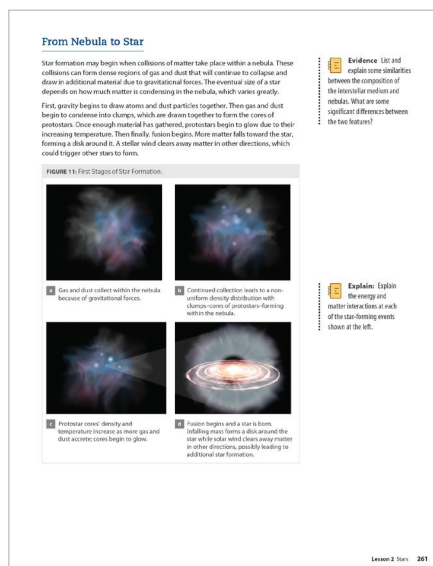 From Nebula to Star
Star formation may begin when collisions of matter take place within a nebula. These
collisions can form dense regions of gas and dust that will continue to collapse and
draw in additional material due to gravitational forces. The eventual size of a star
depends on how much matter is condensing in the nebula, which varies greatly.
First, gravity begins to draw atoms and dust particles together. Then gas and dust
begin to condense into clumps, which are drawn together to form the cores of
protostars. Once enough material has gathered, protostars begin to glow due to their
increasing temperature. Then finally, fusion begins. More matter falls toward the star,
forming a disk around it. A stellar wind clears away matter in other directions, which
could trigger other stars to form.
Evidence List and
explain some similarities
between the composition of
the interstellar medium and
nebulas. What are some
significant differences between
the two features?
FIGURE 11: First Stages of Star Formation.
a Gas and dust collect within the nebula
because of gravitational forces.
b Continued collection leads to a non-
uniform density distribution with
clumps–cores of protostars–forming
within the nebula.
c Protostar cores' density and
temperature increase as more gas and
dust accrete; cores begin to glow.
d Fusion begins and a star is born.
Infalling mass forms a disk around the
star while solar wind clears away matter
in other directions, possibly leading to
additional star formation.
Explain: Explain
the energy and
matter interactions at each
of the star-forming events
shown at the left.
Lesson 2 Stars 261